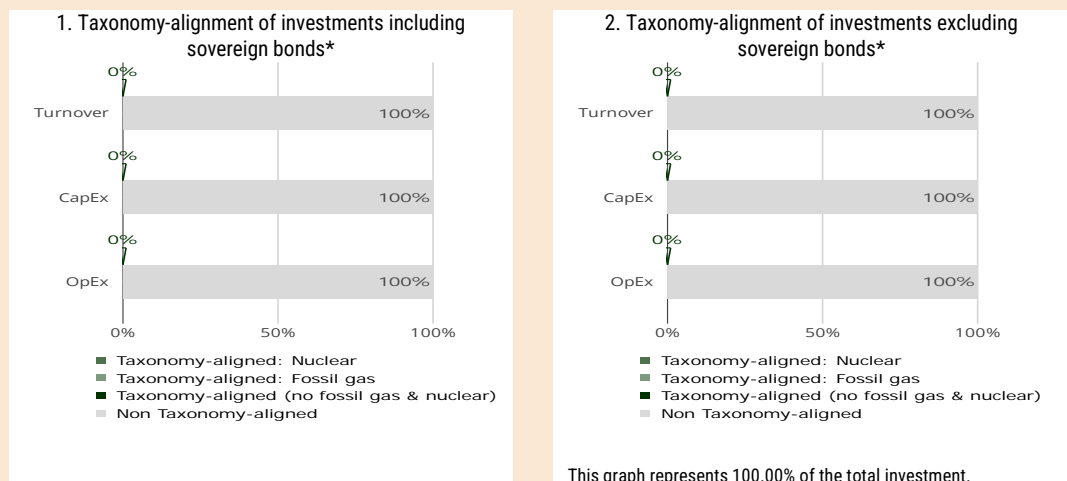 1. Taxonomy-alignment of investments including
sovereign bonds*
0%
Turnover
100%
0%
CapEx
100%
0%
OpEx
100%
0%
50%
100%
Taxonomy-aligned: Nuclear
Taxonomy-aligned: Fossil gas
Taxonomy-aligned (no fossil gas & nuclear)
Non Taxonomy-aligned
2. Taxonomy-alignment of investments excluding
sovereign bonds*
0%
Turnover
100%
0%
CapEx
100%
0%
OpEx
100%
0%
50%
100%
Taxonomy-aligned: Nuclear
Taxonomy-aligned: Fossil gas
Taxonomy-aligned (no fossil gas & nuclear)
Non Taxonomy-aligned
This graph represents 100.00% of the total investment.